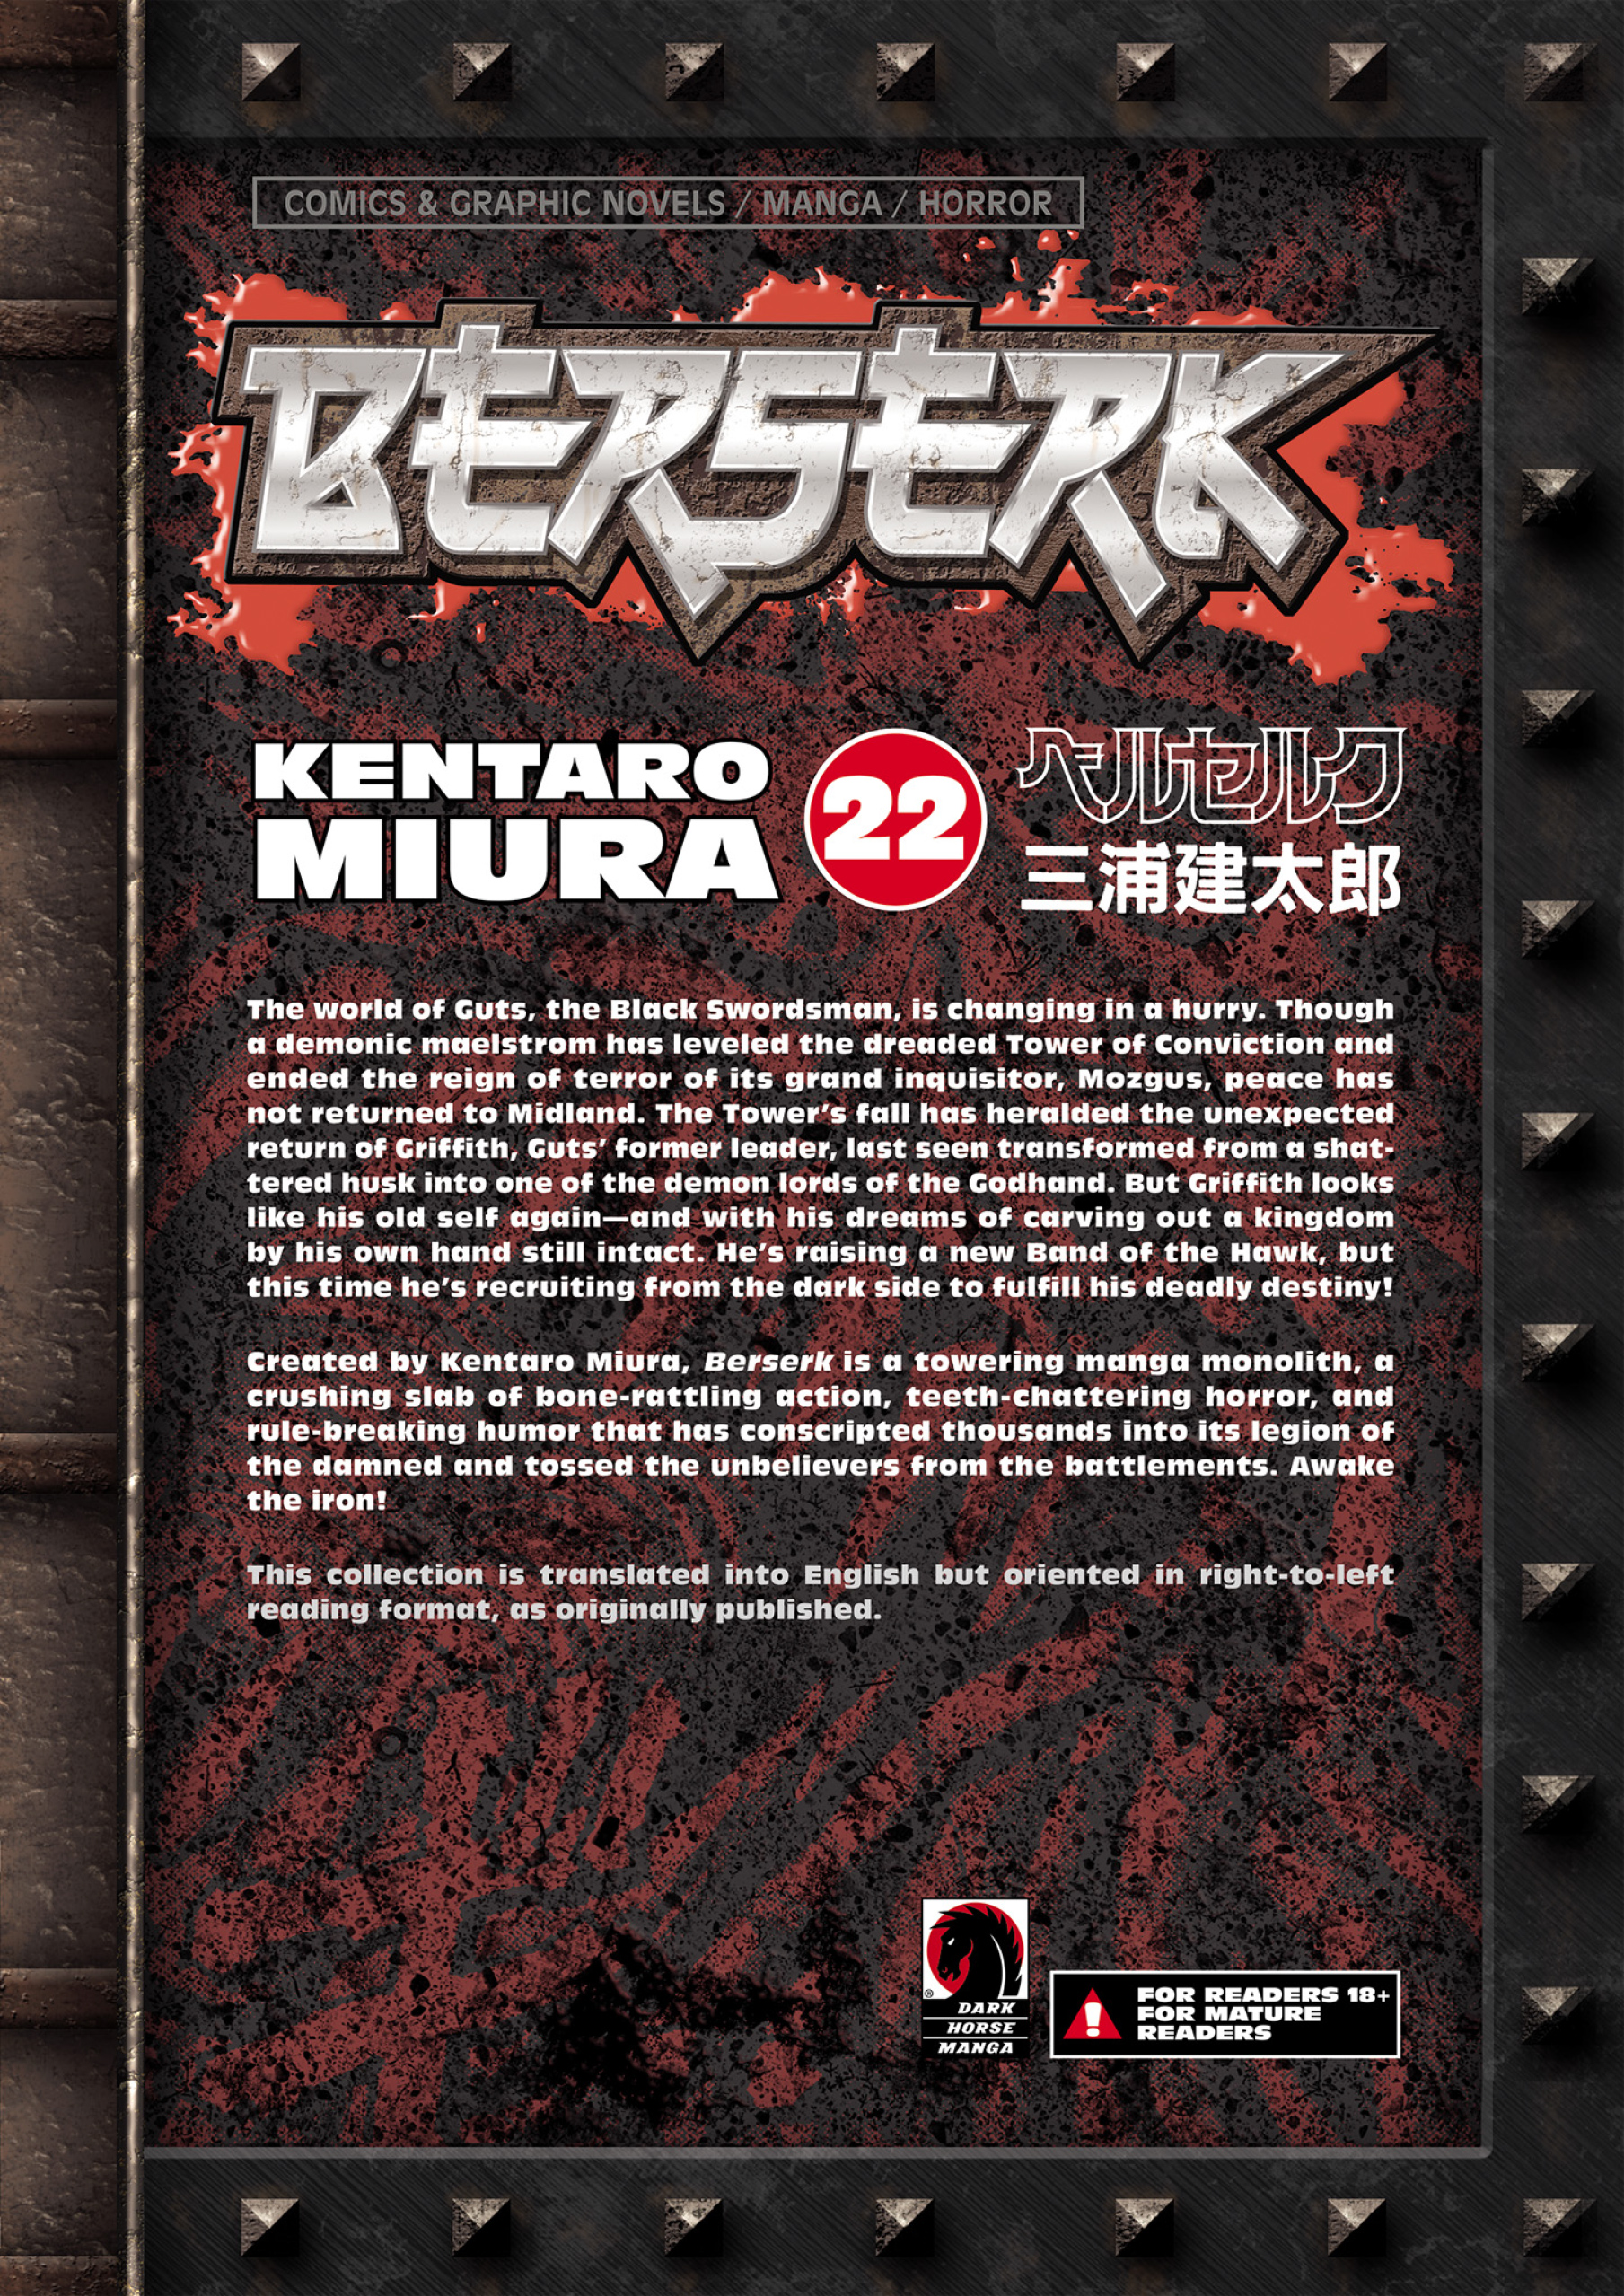 COMICS & GRAPHIC NOVELS / MANGA / HORROR
BERSERK
KENTARO
MIURA
22
ベルセルク
三浦建太郎
The world of Guts, the Black Swordsman, is changing in a hurry. Though
a demonic maelstrom has leveled the dreaded Tower of Conviction and
ended the reign of terror of its grand inquisitor, Mozgus, peace has
not returned to Midland. The Tower's fall has heralded the unexpected
return of Griffith, Guts' former leader, last seen transformed from a shat-
tered husk into one of the demon lords of the Godhand. But Griffith looks
like his old self again—and with his dreams of carving out a kingdom
by his own hand still intact. He's raising a new Band of the Hawk, but
this time he's recruiting from the dark side to fulfill his deadly destiny!
Created by Kentaro Miura, Berserk is a towering manga monolith, a
crushing slab of bone-rattling action, teeth-chattering horror, and
rule-breaking humor that has conscripted thousands into its legion of
the damned and tossed the unbelievers from the battlements. Awake
the iron!
This collection is translated into English but oriented in right-to-left
reading format, as originally published.
®
DARK
HORSE
MANGA
FOR READERS 18+
FOR MATURE
READERS